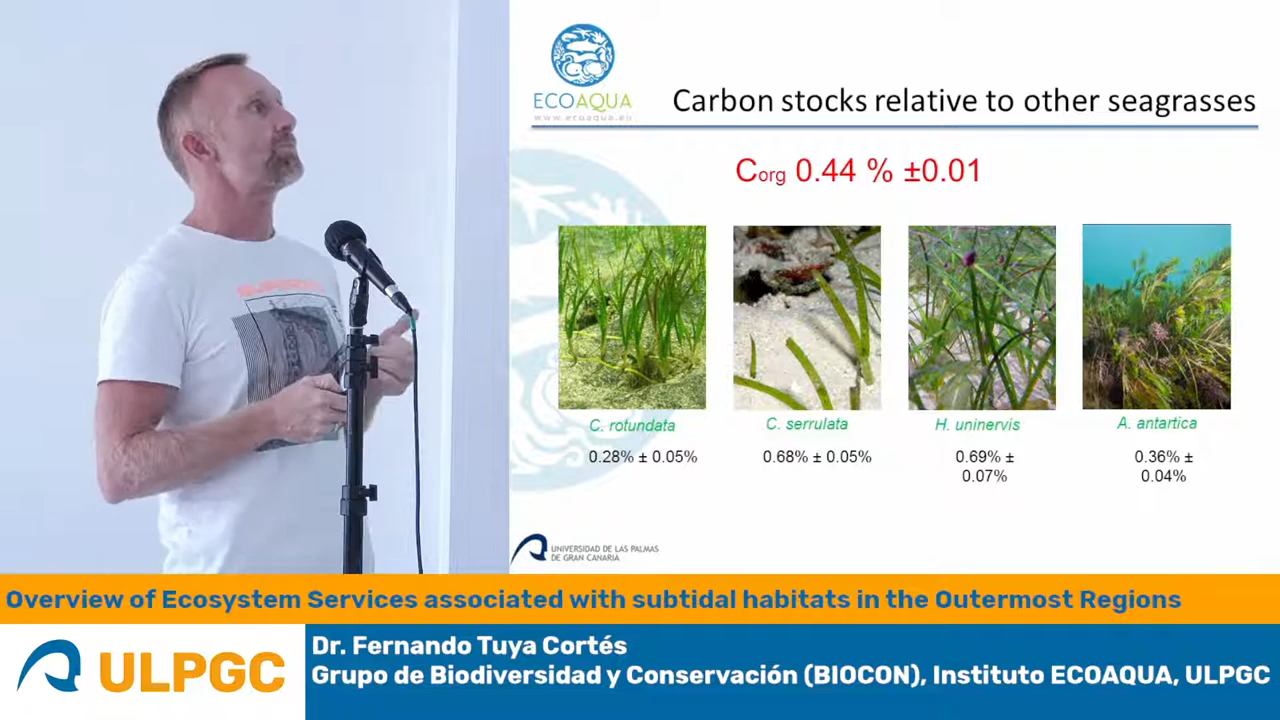 ECOAQUA
www.ecoaqua.eu
Carbon stocks relative to other seagrasses
Corg 0.44 % ±0.01
C. rotundata
C. serrulata
H. uninervis
A. antartica
0.28% ± 0.05%
0.68% ± 0.05%
0.69% ±
0.07%
0.36% ±
0.04%
UNIVERSIDAD DE LAS PALMAS
DE GRAN CANARIA
Overview of Ecosystem Services associated with subtidal habitats in the Outermost Regions
ULPGC
Dr. Fernando Tuya Cortés
Grupo de Biodiversidad y Conservación (BIOCON), Instituto ECOAQUA, ULPGC